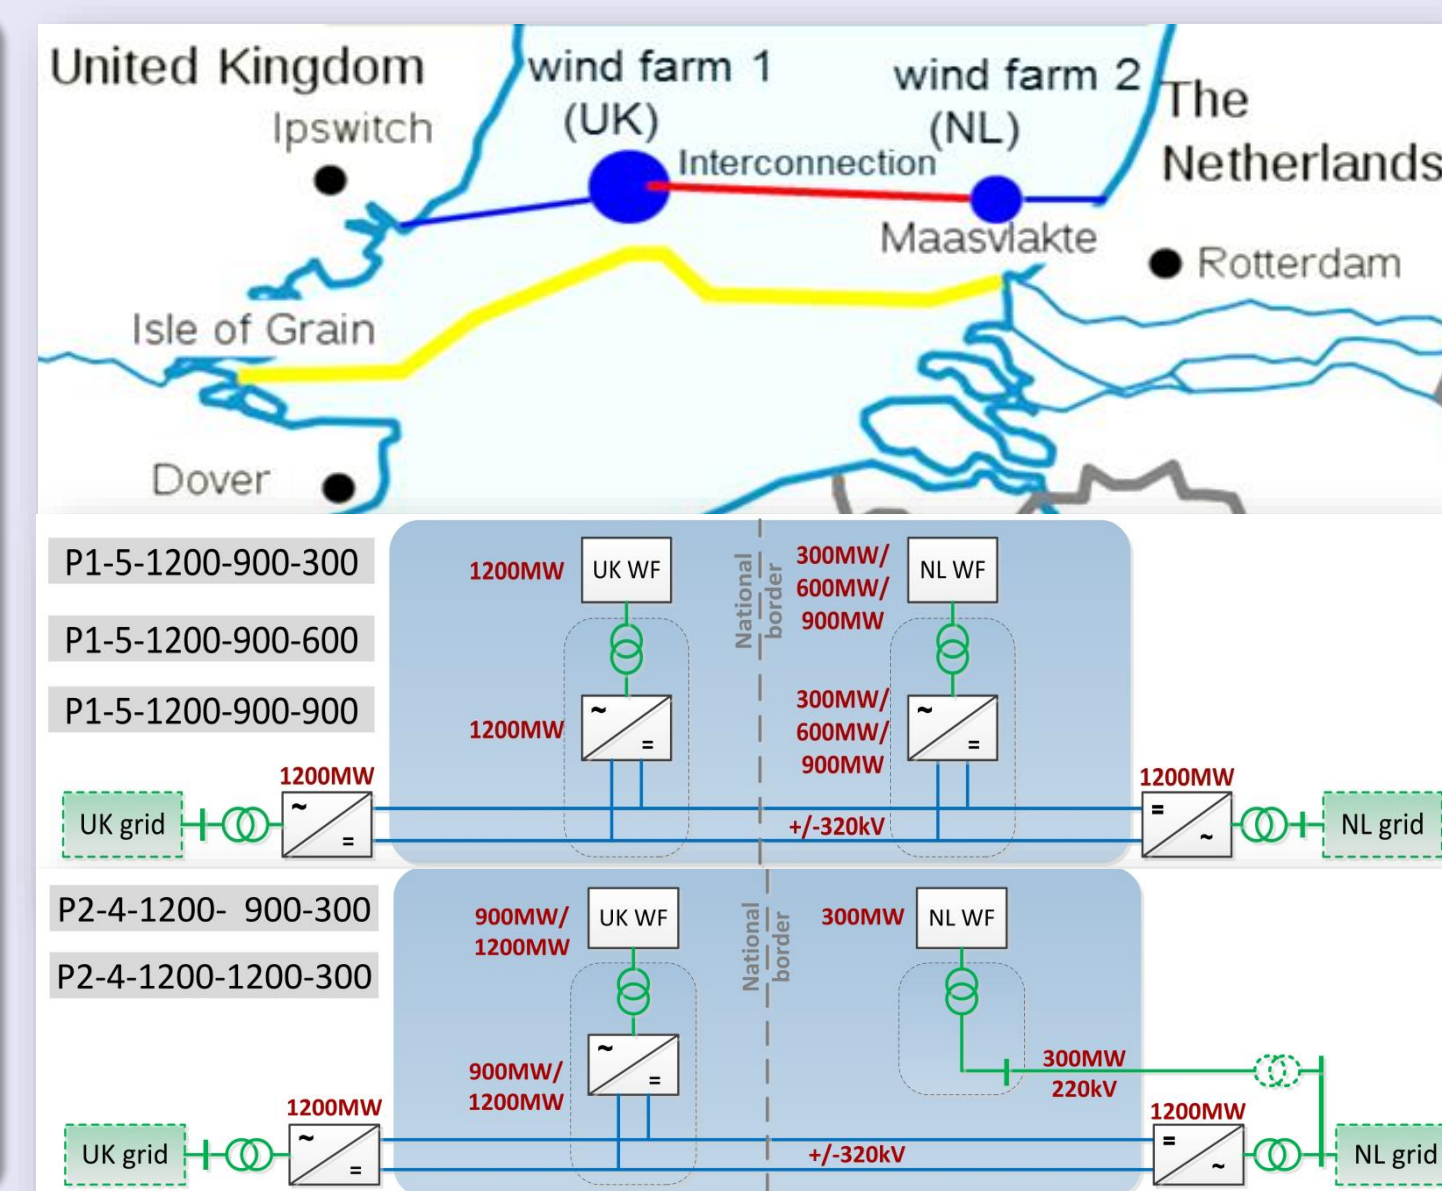 United Kingdom
Ipswitch
wind farm 1
(UK)
wind farm 2
(NL)
The
Netherlands
Interconnection
Maasvlakte
Rotterdam
Isle of Grain
Dover
P1-5-1200-900-300
P1-5-1200-900-600
P1-5-1200-900-900
1200MW
UK WF
National
border
300MW/
600MW/
900MW
NL WF
1200MW
~
=
300MW/
600MW/
900MW
~
=
UK grid
1200MW
~
=
+/-320kV
1200MW
=
~
NL grid
P2-4-1200- 900-300
P2-4-1200-1200-300
900MW/
1200MW
UK WF
National
border
300MW
NL WF
900MW/
1200MW
~
=
300MW
220kV
UK grid
1200MW
~
=
+/-320kV
1200MW
=
~
NL grid